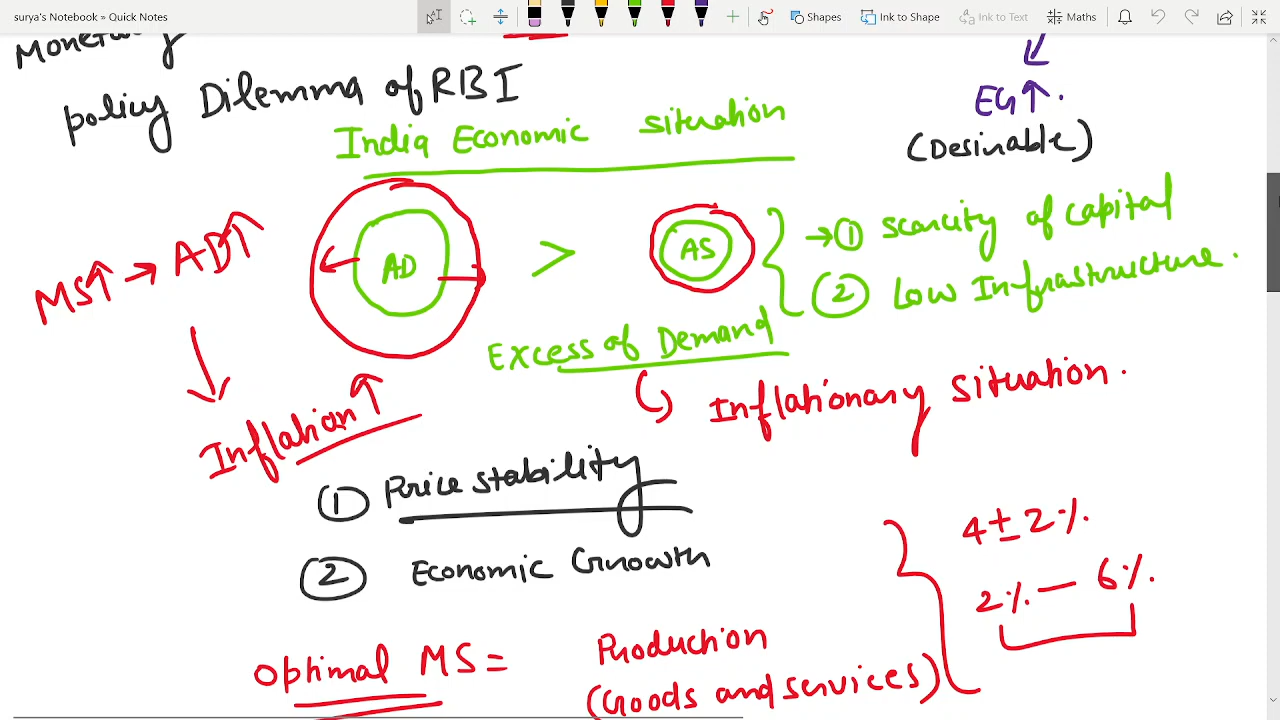 surya's Notebook » Quick Notes
Shapes Ink to Shape Ink to Text Maths
Monetary
policy Dilemma of RBI
EG↑.
(Desirable)
India Economic situation
MS↑ → AD↑
AD > AS
→① scarcity of capital
② Low Infrastructure.
Excess of Demand
Inflationary situation.
Inflation↑
① Price stability
② Economic Growth
4 ± 2%
2% — 6%
Optimal MS = Production
(Goods and services)